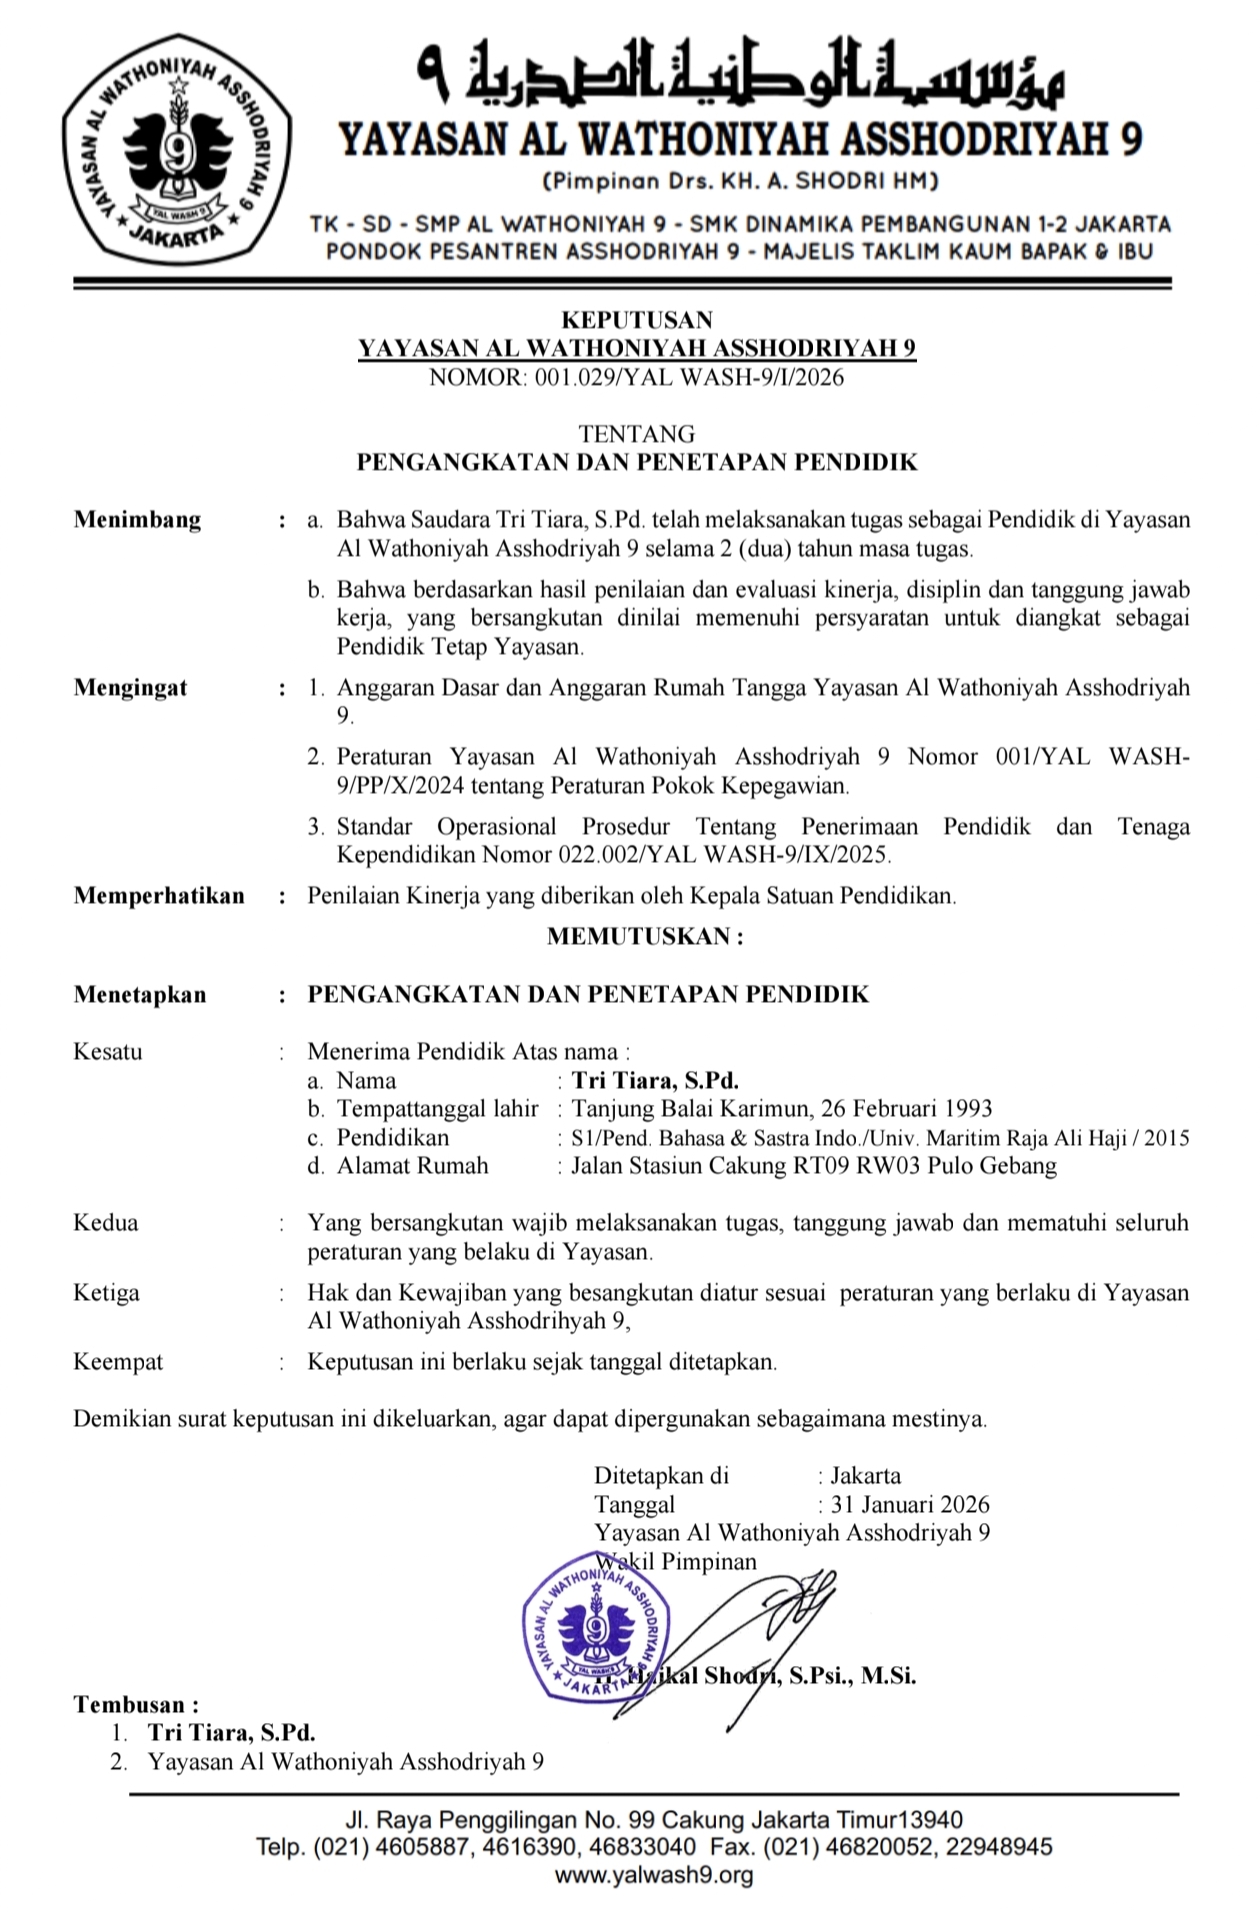 YAYASAN AL WATHONIYAH ASSHODRIYAH 9
YAL WASH 9
★ JAKARTA ★
مؤسسة الوطنية الصدرية ٩
YAYASAN AL WATHONIYAH ASSHODRIYAH 9
(Pimpinan Drs. KH. A. SHODRI HM)
TK - SD - SMP AL WATHONIYAH 9 - SMK DINAMIKA PEMBANGUNAN 1-2 JAKARTA
PONDOK PESANTREN ASSHODRIYAH 9 - MAJELIS TAKLIM KAUM BAPAK & IBU
KEPUTUSAN
YAYASAN AL WATHONIYAH ASSHODRIYAH 9
NOMOR: 001.029/YAL WASH-9/I/2026
TENTANG
PENGANGKATAN DAN PENETAPAN PENDIDIK
Menimbang : a. Bahwa Saudara Tri Tiara, S.Pd. telah melaksanakan tugas sebagai Pendidik di Yayasan
Al Wathoniyah Asshodriyah 9 selama 2 (dua) tahun masa tugas.
b. Bahwa berdasarkan hasil penilaian dan evaluasi kinerja, disiplin dan tanggung jawab
kerja, yang bersangkutan dinilai memenuhi persyaratan untuk diangkat sebagai
Pendidik Tetap Yayasan.
Mengingat : 1. Anggaran Dasar dan Anggaran Rumah Tangga Yayasan Al Wathoniyah Asshodriyah
9.
2. Peraturan Yayasan Al Wathoniyah Asshodriyah 9 Nomor 001/YAL WASH-
9/PP/X/2024 tentang Peraturan Pokok Kepegawian.
3. Standar Operasional Prosedur Tentang Penerimaan Pendidik dan Tenaga
Kependidikan Nomor 022.002/YAL WASH-9/IX/2025.
Memperhatikan : Penilaian Kinerja yang diberikan oleh Kepala Satuan Pendidikan.
MEMUTUSKAN :
Menetapkan : PENGANGKATAN DAN PENETAPAN PENDIDIK
Kesatu : Menerima Pendidik Atas nama :
a. Nama : Tri Tiara, S.Pd.
b. Tempattanggal lahir : Tanjung Balai Karimun, 26 Februari 1993
c. Pendidikan : S1/Pend. Bahasa & Sastra Indo./Univ. Maritim Raja Ali Haji / 2015
d. Alamat Rumah : Jalan Stasiun Cakung RT09 RW03 Pulo Gebang
Kedua : Yang bersangkutan wajib melaksanakan tugas, tanggung jawab dan mematuhi seluruh
peraturan yang belaku di Yayasan.
Ketiga : Hak dan Kewajiban yang besangkutan diatur sesuai peraturan yang berlaku di Yayasan
Al Wathoniyah Asshodrihyah 9,
Keempat : Keputusan ini berlaku sejak tanggal ditetapkan.
Demikian surat keputusan ini dikeluarkan, agar dapat dipergunakan sebagaimana mestinya.
Ditetapkan di : Jakarta
Tanggal : 31 Januari 2026
Yayasan Al Wathoniyah Asshodriyah 9
Wakil Pimpinan
YAYASAN AL WATHONIYAH ASSHODRIYAH 9
YAL WASH 9
★ JAKARTA ★
Haikal Shodri, S.Psi., M.Si.
Tembusan :
1. Tri Tiara, S.Pd.
2. Yayasan Al Wathoniyah Asshodriyah 9
Jl. Raya Penggilingan No. 99 Cakung Jakarta Timur13940
Telp. (021) 4605887, 4616390, 46833040 Fax. (021) 46820052, 22948945
www.yalwash9.org